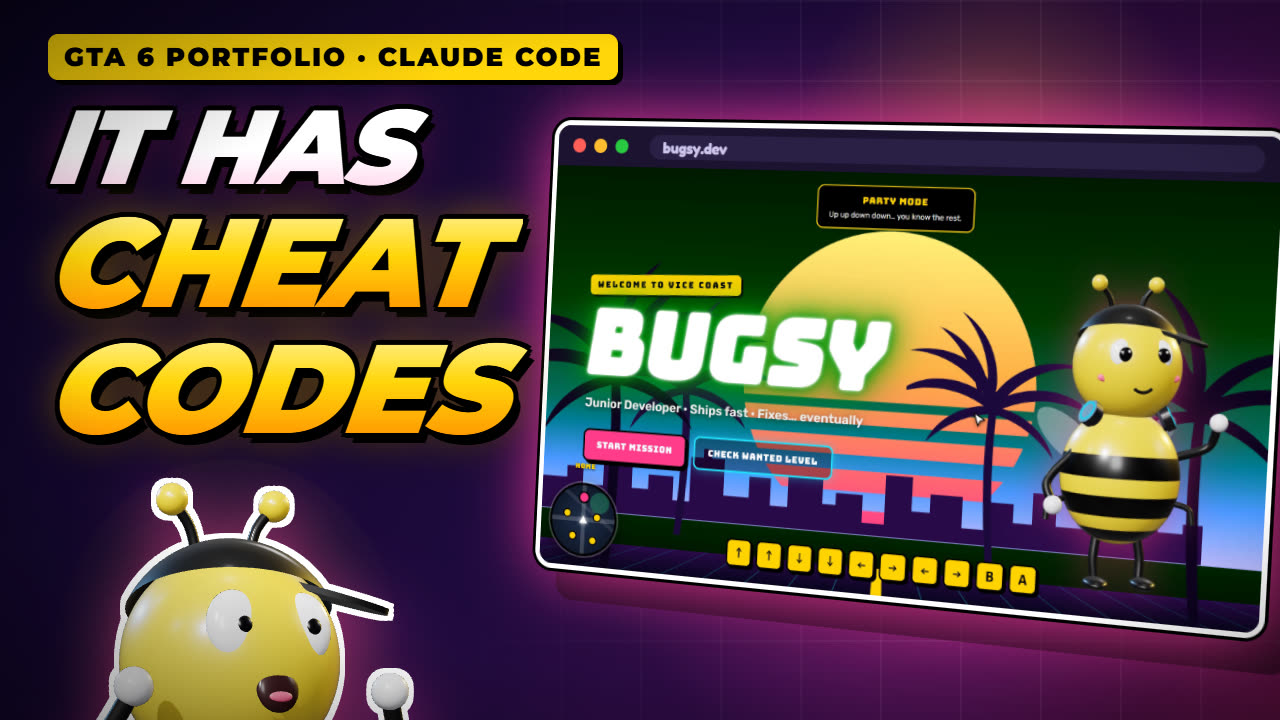 GTA 6 PORTFOLIO • CLAUDE CODE
IT HAS
CHEAT
CODES
bugsy.dev
PARTY MODE
Up up down down... you know the rest.
WELCOME TO VICE COAST
BUGSY
Junior Developer • Ships fast • Fixes... eventually
START MISSION
CHECK WANTED LEVEL
HOME
↑ ↑ ↓ ↓ ← → ← → B A